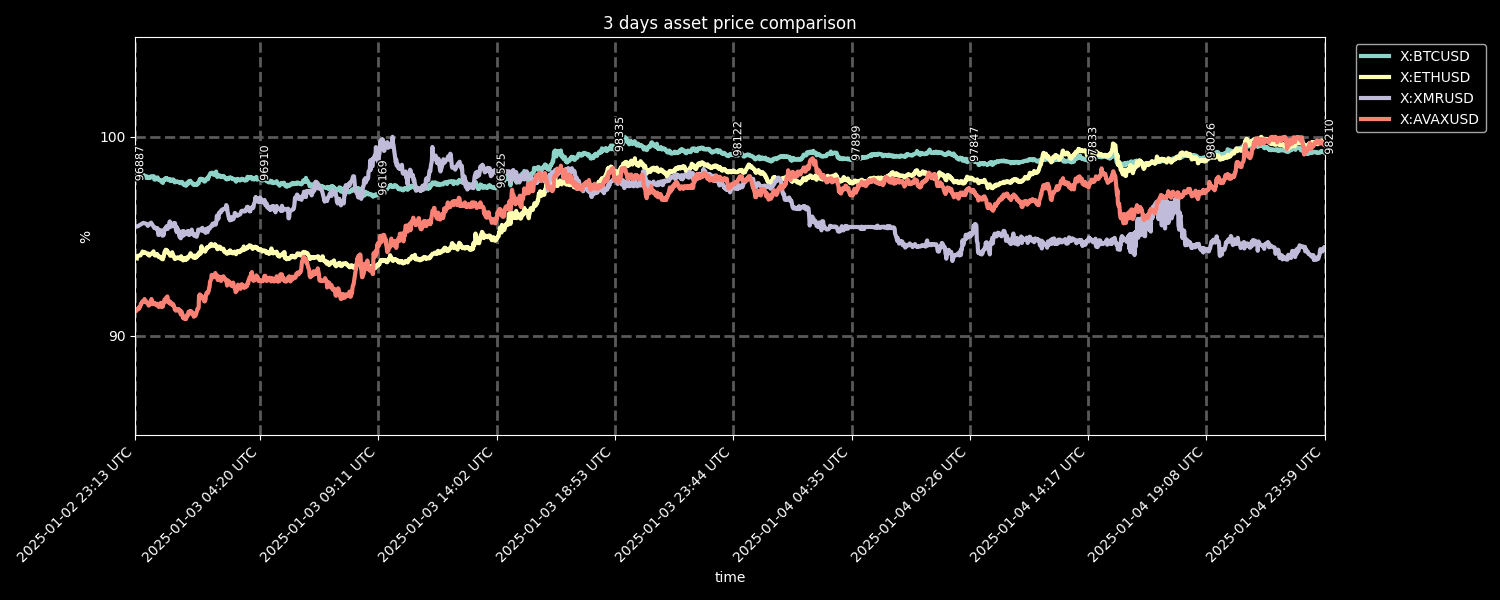 3 days asset price comparison
X:BTCUSD
X:ETHUSD
X:XMRUSD
X:AVAXUSD
100
90
%
96887
96910
96169
96525
98335
98122
97899
97847
97833
98026
98210
2025-01-02 23:13 UTC
2025-01-03 04:20 UTC
2025-01-03 09:11 UTC
2025-01-03 14:02 UTC
2025-01-03 18:53 UTC
2025-01-03 23:44 UTC
2025-01-04 04:35 UTC
2025-01-04 09:26 UTC
2025-01-04 14:17 UTC
2025-01-04 19:08 UTC
2025-01-04 23:59 UTC
time